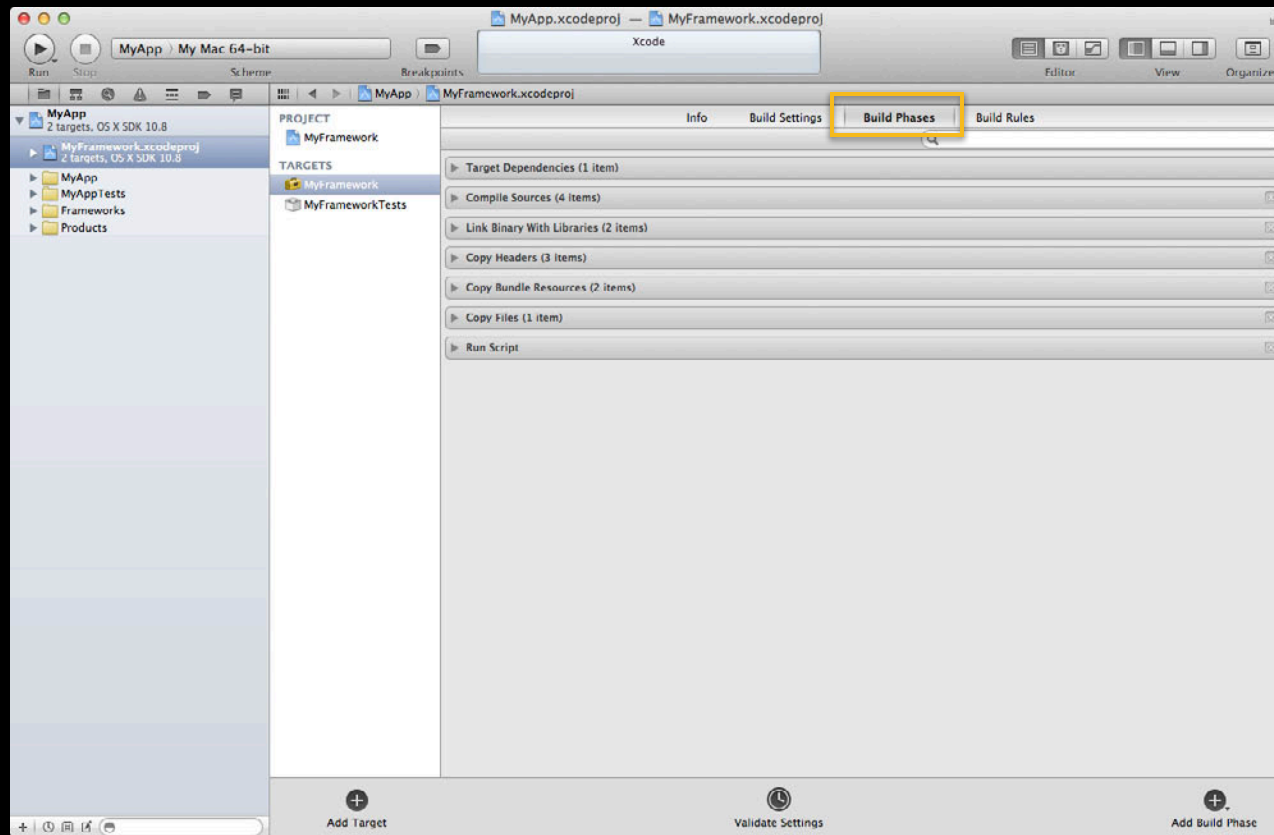 MyApp.xcodeproj — MyFramework.xcodeproj
MyApp › My Mac 64-bit
Xcode
Run Stop Scheme Breakpoints Editor View Organize
MyApp › MyFramework.xcodeproj
MyApp
2 targets, OS X SDK 10.8
MyFramework.xcodeproj
2 targets, OS X SDK 10.8
MyApp
MyAppTests
Frameworks
Products
PROJECT
MyFramework
TARGETS
MyFramework
MyFrameworkTests
Info Build Settings Build Phases Build Rules
Target Dependencies (1 item)
Compile Sources (4 items)
Link Binary With Libraries (2 items)
Copy Headers (3 items)
Copy Bundle Resources (2 items)
Copy Files (1 item)
Run Script
Add Target Validate Settings Add Build Phase